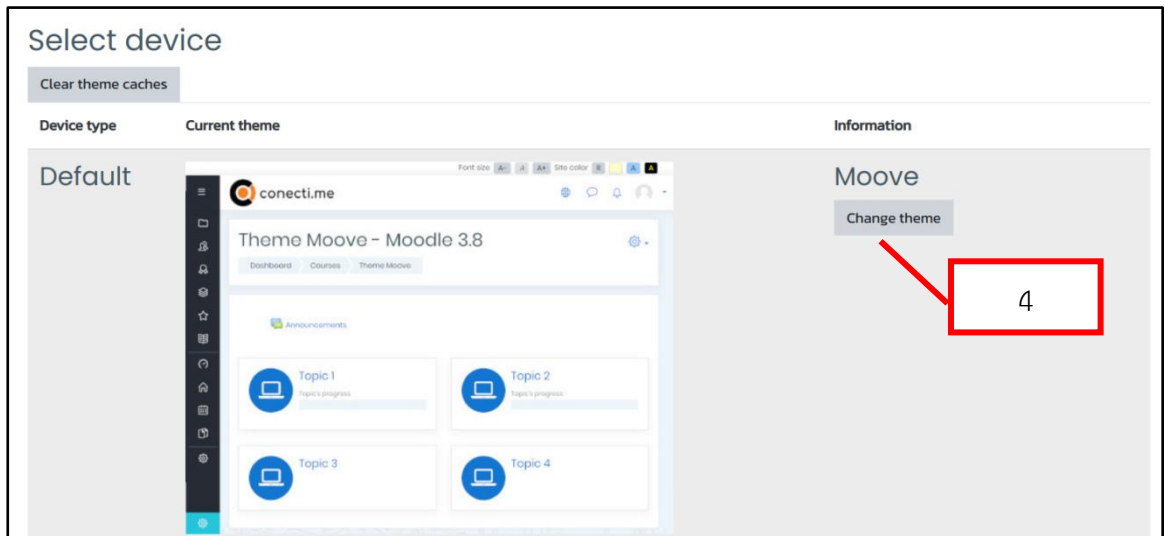 Select device
Clear theme caches
Device type Current theme Information
Default
Font size A- A A+ Site color R A A
conecti.me
Moove
Change theme
Theme Moove - Moodle 3.8
Dashboard Courses Theme Moove
4
Announcements
Topic 1
Topic's progress
Topic 2
Topic's progress
Topic 3
Topic 4